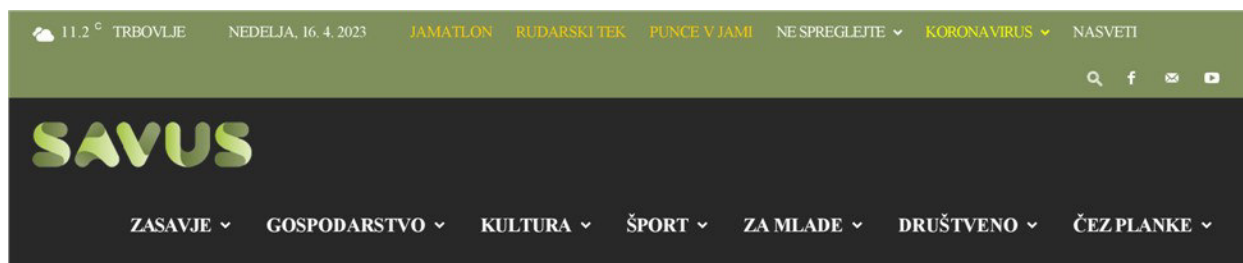 11.2 C TRBOVLJE NEDELJA, 16. 4. 2023 JAMATLON RUDARSKI TEK PUNCE V JAMI NE SPREGLEJTE KORONAVIRUS NASVETI
SAVUS
ZASAVJE GOSPODARSTVO KULTURA ŠPORT ZA MLADE DRUŠTVENO ČEZ PLANKE